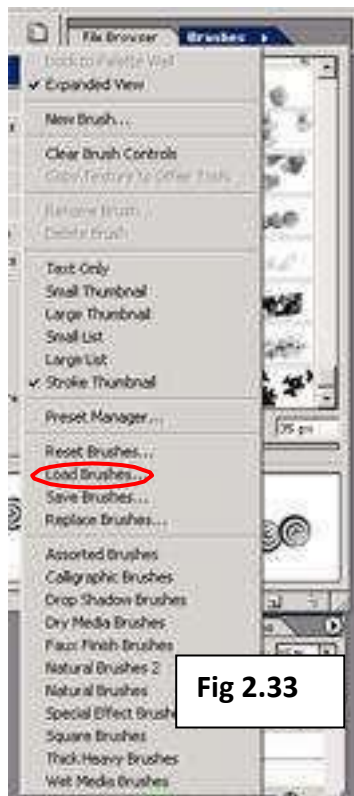 File Browser Brushes
Dock to Palette Well
Expanded View
New Brush...
Clear Brush Controls
Copy Texture to Other Tools
Rename Brush...
Delete Brush
Text Only
Small Thumbnail
Large Thumbnail
Small List
Large List
Stroke Thumbnail
Preset Manager...
35 px
Reset Brushes...
Load Brushes...
Save Brushes...
Replace Brushes...
Assorted Brushes
Calligraphic Brushes
Drop Shadow Brushes
Dry Media Brushes
Faux Finish Brushes
Natural Brushes 2
Natural Brushes
Special Effect Brushe
Square Brushes
Thick Heavy Brushes
Wet Media Brushes
Fig 2.33